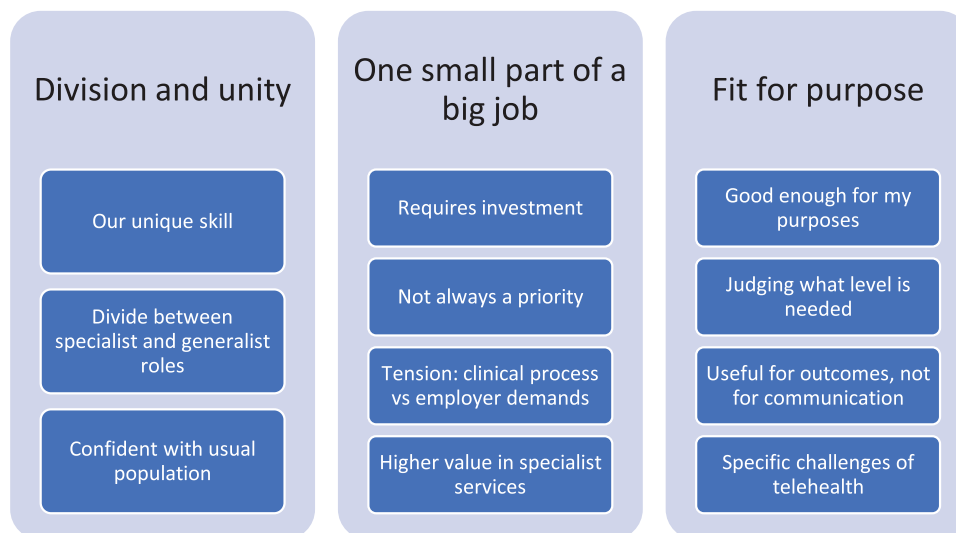 Division and unity
Our unique skill
Divide between
specialist and generalist
roles
Confident with usual
population
One small part of a
big job
Requires investment
Not always a priority
Tension: clinical process
vs employer demands
Higher value in specialist
services
Fit for purpose
Good enough for my
purposes
Judging what level is
needed
Useful for outcomes, not
for communication
Specific challenges of
telehealth